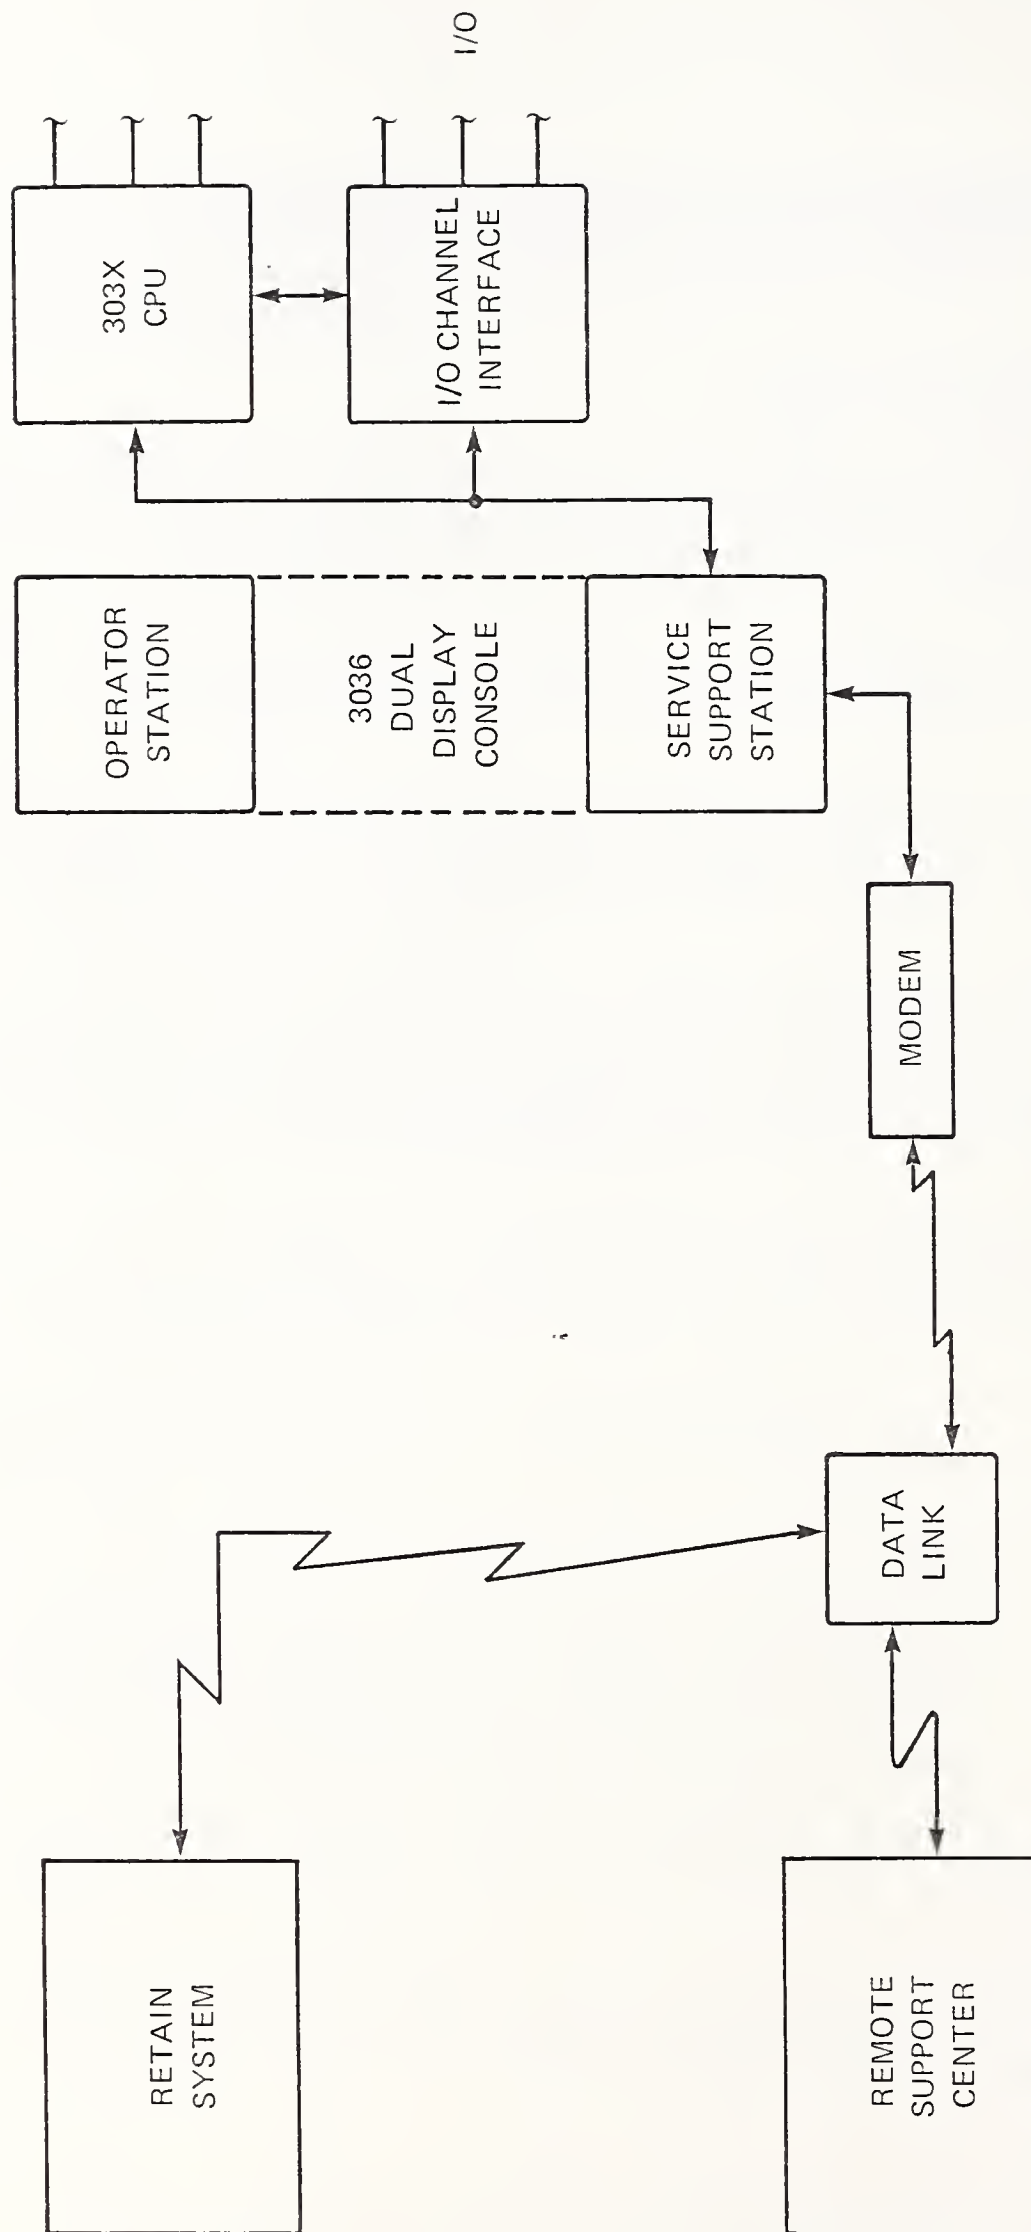 RETAIN
SYSTEM
REMOTE
SUPPORT
CENTER
DATA
LINK
MODEM
OPERATOR
STATION
3036
DUAL
DISPLAY
CONSOLE
SERVICE
SUPPORT
STATION
303X
CPU
I/O CHANNEL
INTERFACE
I/O